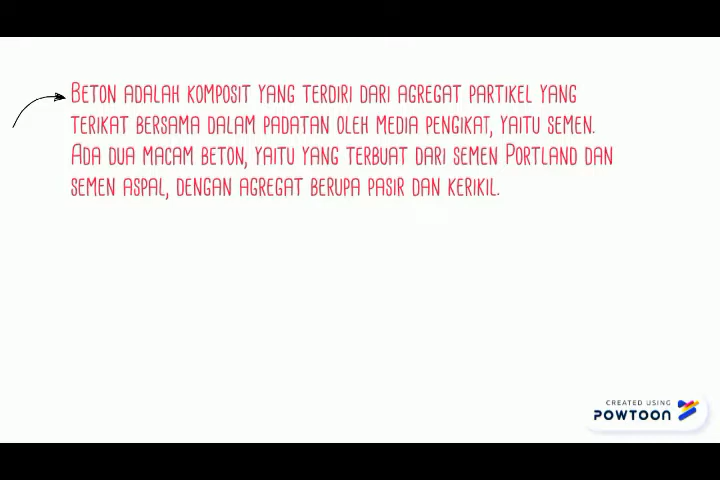 Beton adalah komposit yang terdiri dari agregat partikel yang
terikat bersama dalam padatan oleh media pengikat, yaitu semen.
Ada dua macam beton, yaitu yang terbuat dari semen Portland dan
semen aspal, dengan agregat berupa pasir dan kerikil.
CREATED USING
POWTOON